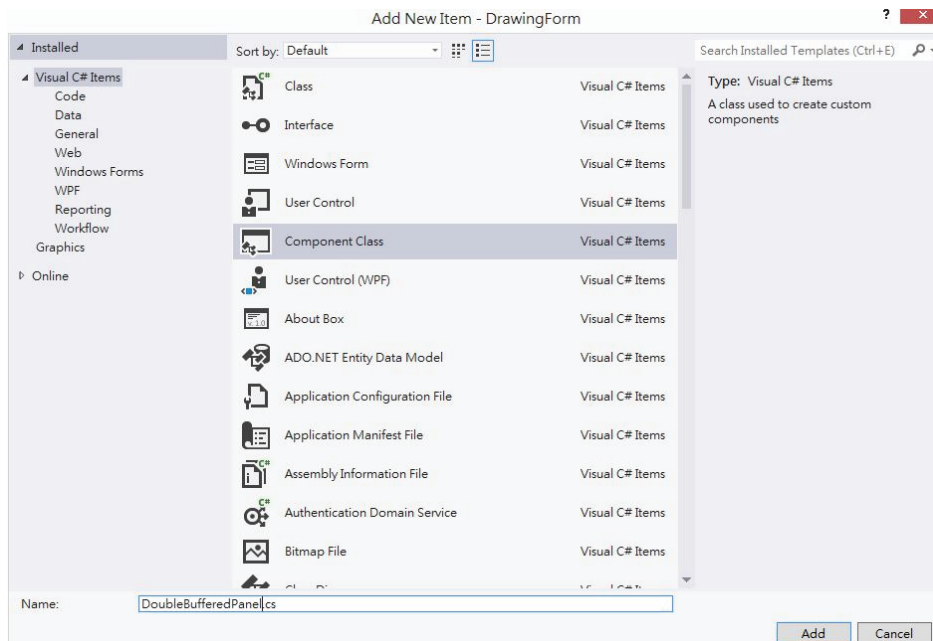 Add New Item - DrawingForm
? ×
Installed
Sort by: Default
Search Installed Templates (Ctrl+E)
Visual C# Items
Code
Data
General
Web
Windows Forms
WPF
Reporting
Workflow
Graphics
Online
C# Class Visual C# Items
Interface Visual C# Items
Windows Form Visual C# Items
User Control Visual C# Items
Component Class Visual C# Items
User Control (WPF) Visual C# Items
v. 1.0 About Box Visual C# Items
ADO.NET Entity Data Model Visual C# Items
Application Configuration File Visual C# Items
Application Manifest File Visual C# Items
C# Assembly Information File Visual C# Items
C# Authentication Domain Service Visual C# Items
Bitmap File Visual C# Items
Type: Visual C# Items
A class used to create custom
components
Name: DoubleBufferedPanel.cs
Add Cancel